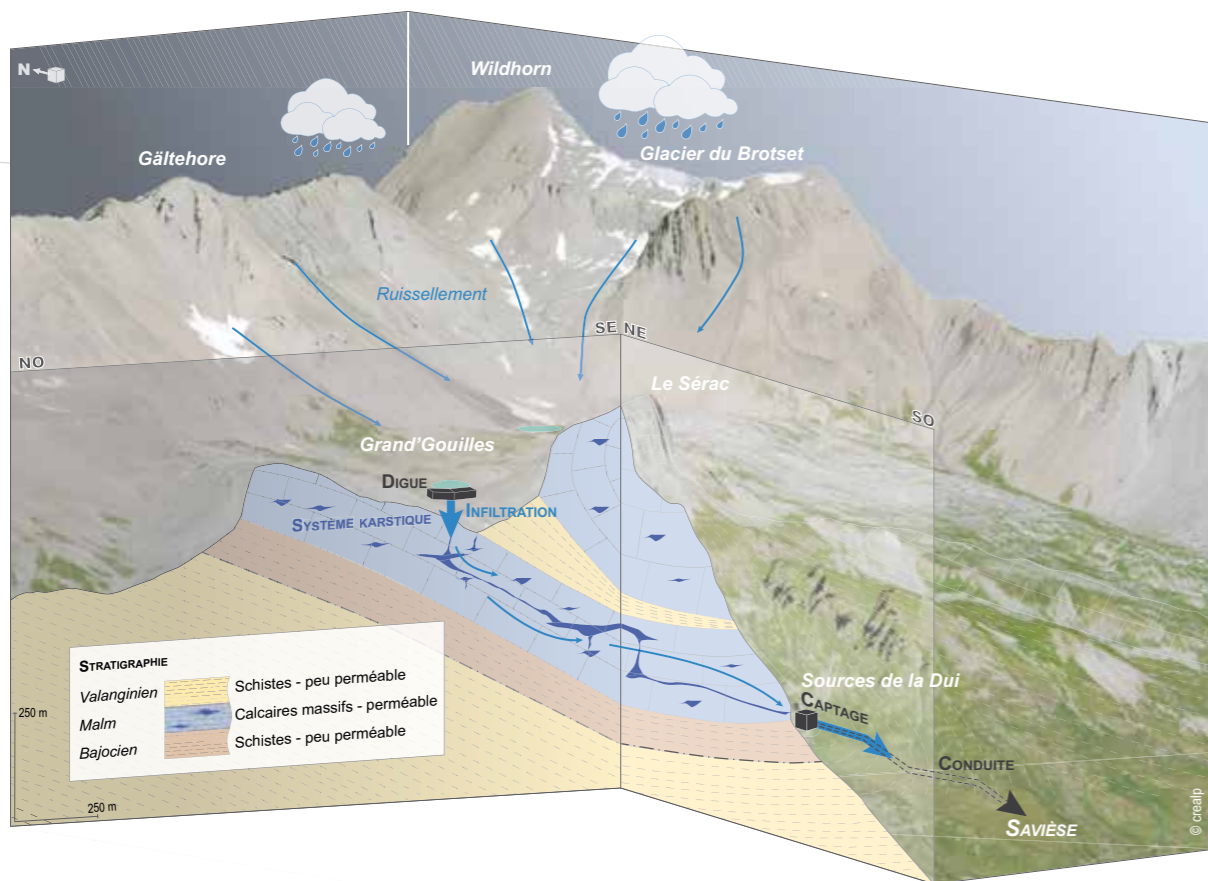 N
Wildhorn
Gältehore
Glacier du Brotset
Ruissellement
NO
SE NE
SO
Le Sérac
Grand'Gouilles
DIGUE
INFILTRATION
SYSTÈME KARSTIQUE
STRATIGRAPHIE
Valanginien Schistes - peu perméable
Malm Calcaires massifs - perméable
Bajocien Schistes - peu perméable
250 m
250 m
Sources de la Dui
CAPTAGE
CONDUITE
SAVIÈSE
© crealp